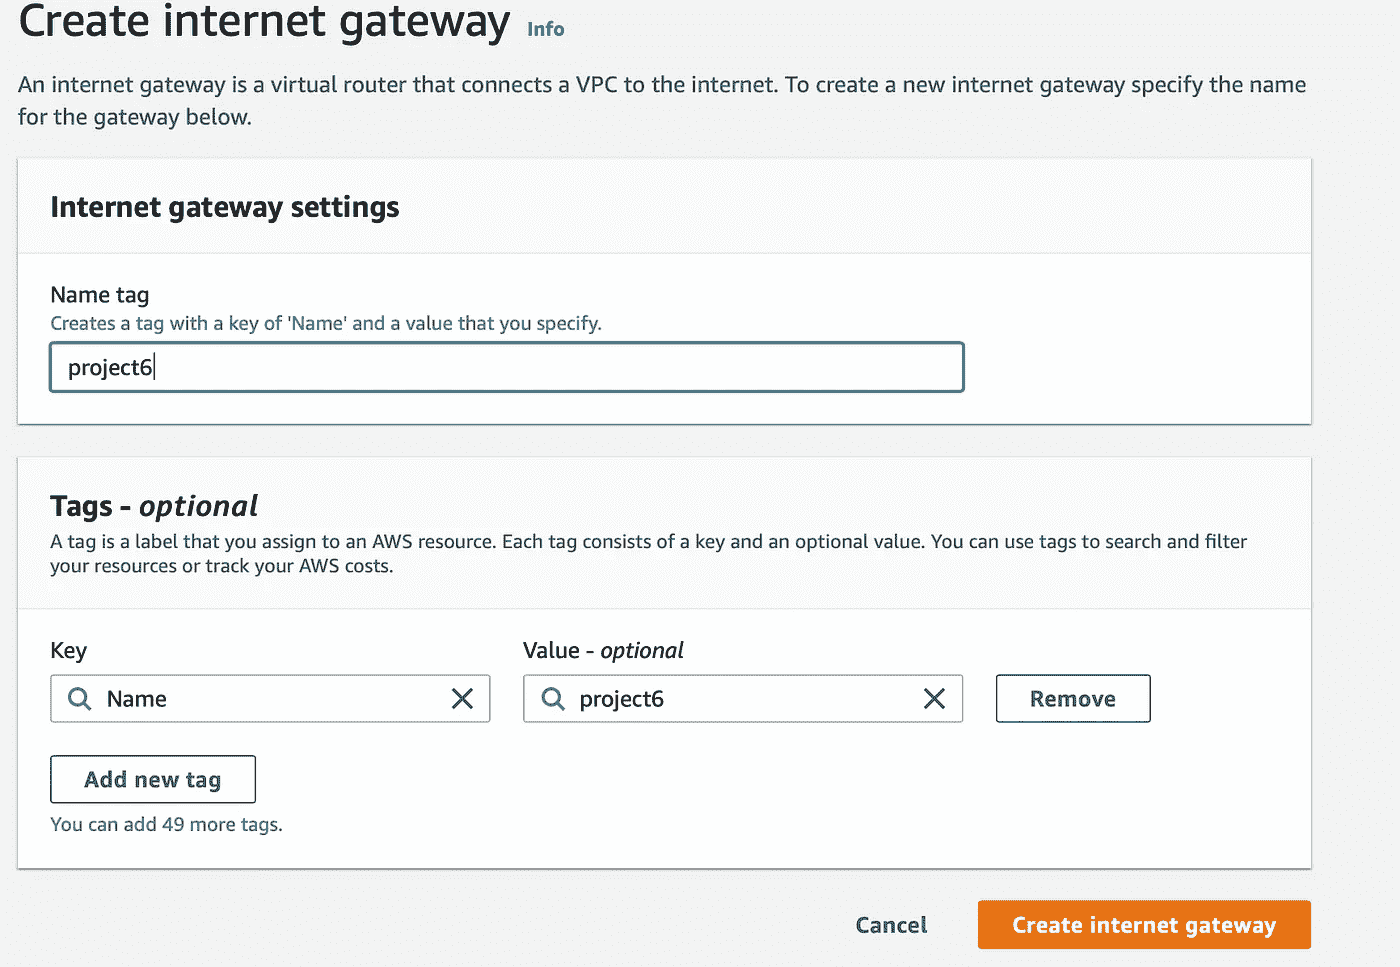 Create internet gateway Info
An internet gateway is a virtual router that connects a VPC to the internet. To create a new internet gateway specify the name
for the gateway below.
Internet gateway settings
Name tag
Creates a tag with a key of 'Name' and a value that you specify.
project6
Tags - optional
A tag is a label that you assign to an AWS resource. Each tag consists of a key and an optional value. You can use tags to search and filter
your resources or track your AWS costs.
Key Value - optional
Name project6 Remove
Add new tag
You can add 49 more tags.
Cancel Create internet gateway